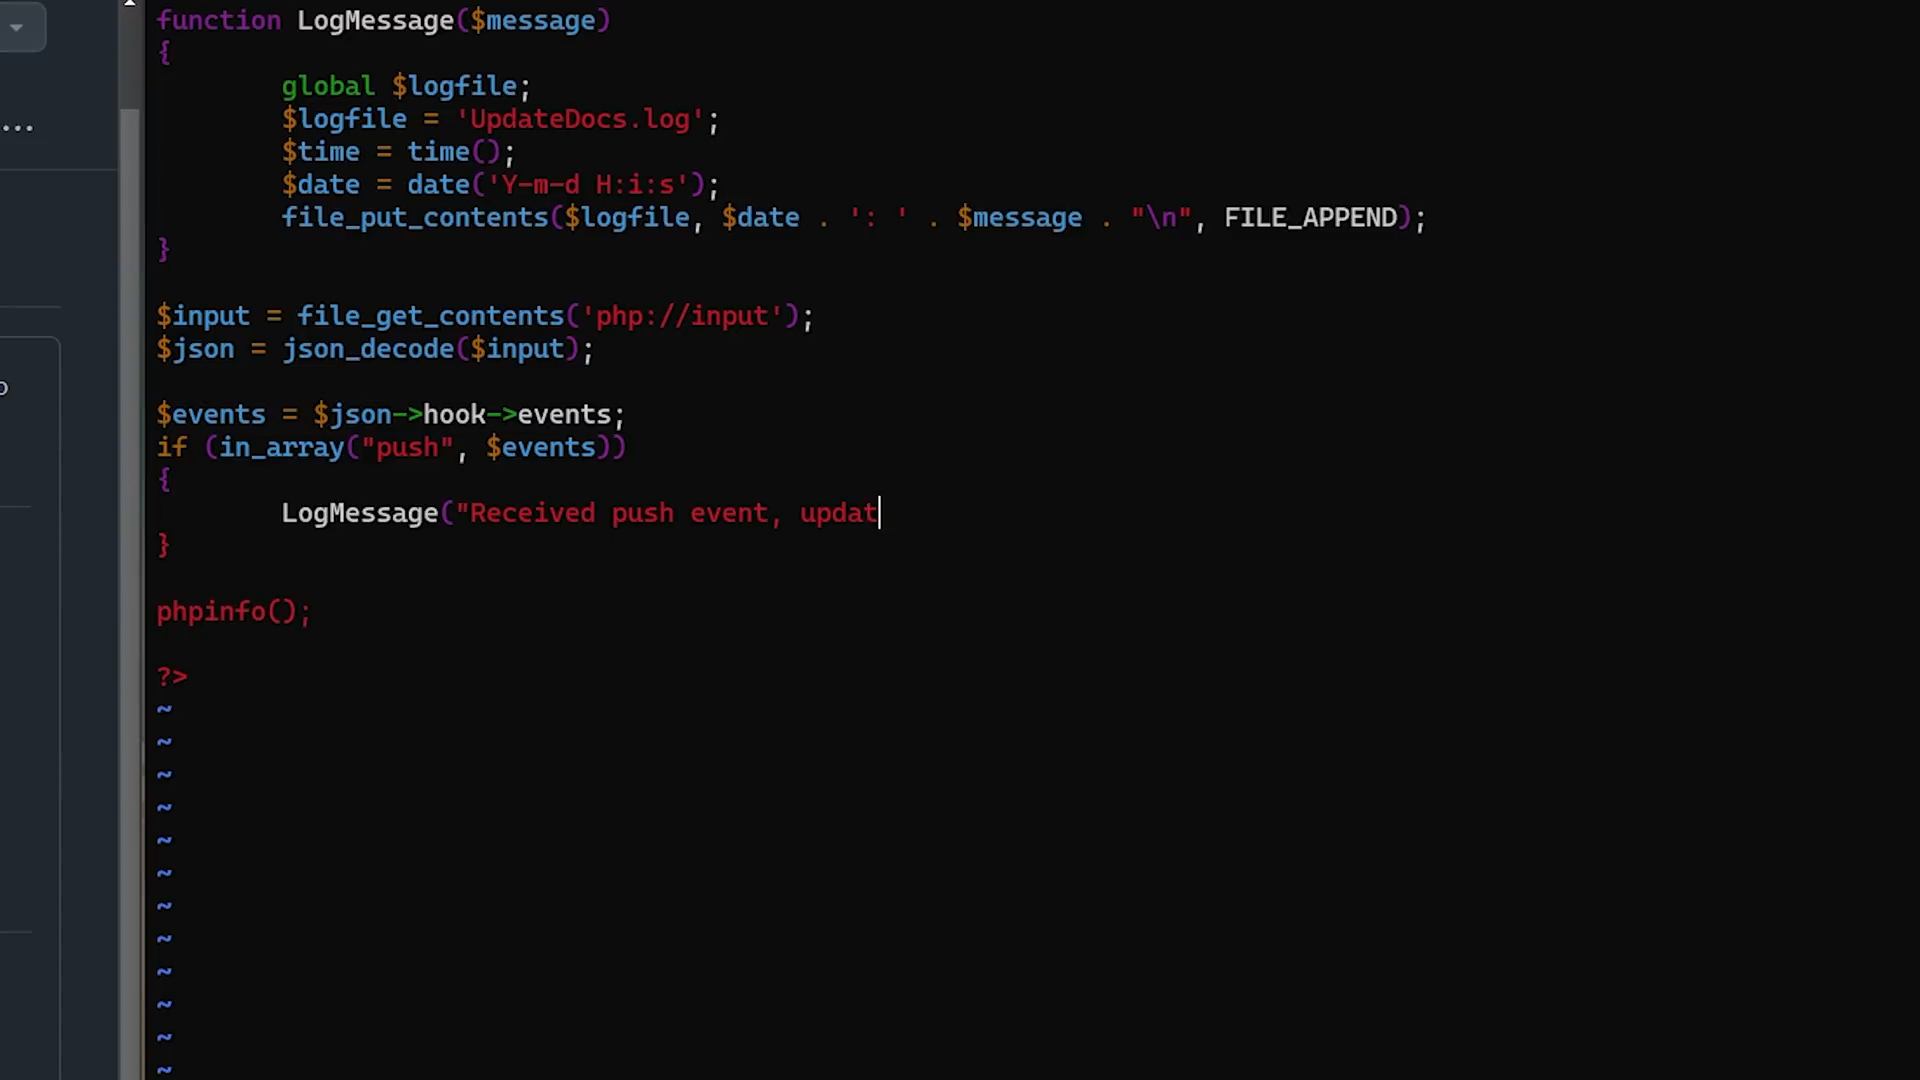 function LogMessage($message)
{
global $logfile;
$logfile = 'UpdateDocs.log';
$time = time();
$date = date('Y-m-d H:i:s');
file_put_contents($logfile, $date . ': ' . $message . "\n", FILE_APPEND);
}
$input = file_get_contents('php://input');
$json = json_decode($input);
$events = $json->hook->events;
if (in_array("push", $events))
{
LogMessage("Received push event, updat
}
phpinfo();
?>
~
~
~
~
~
~
~
~
~
~
~
~